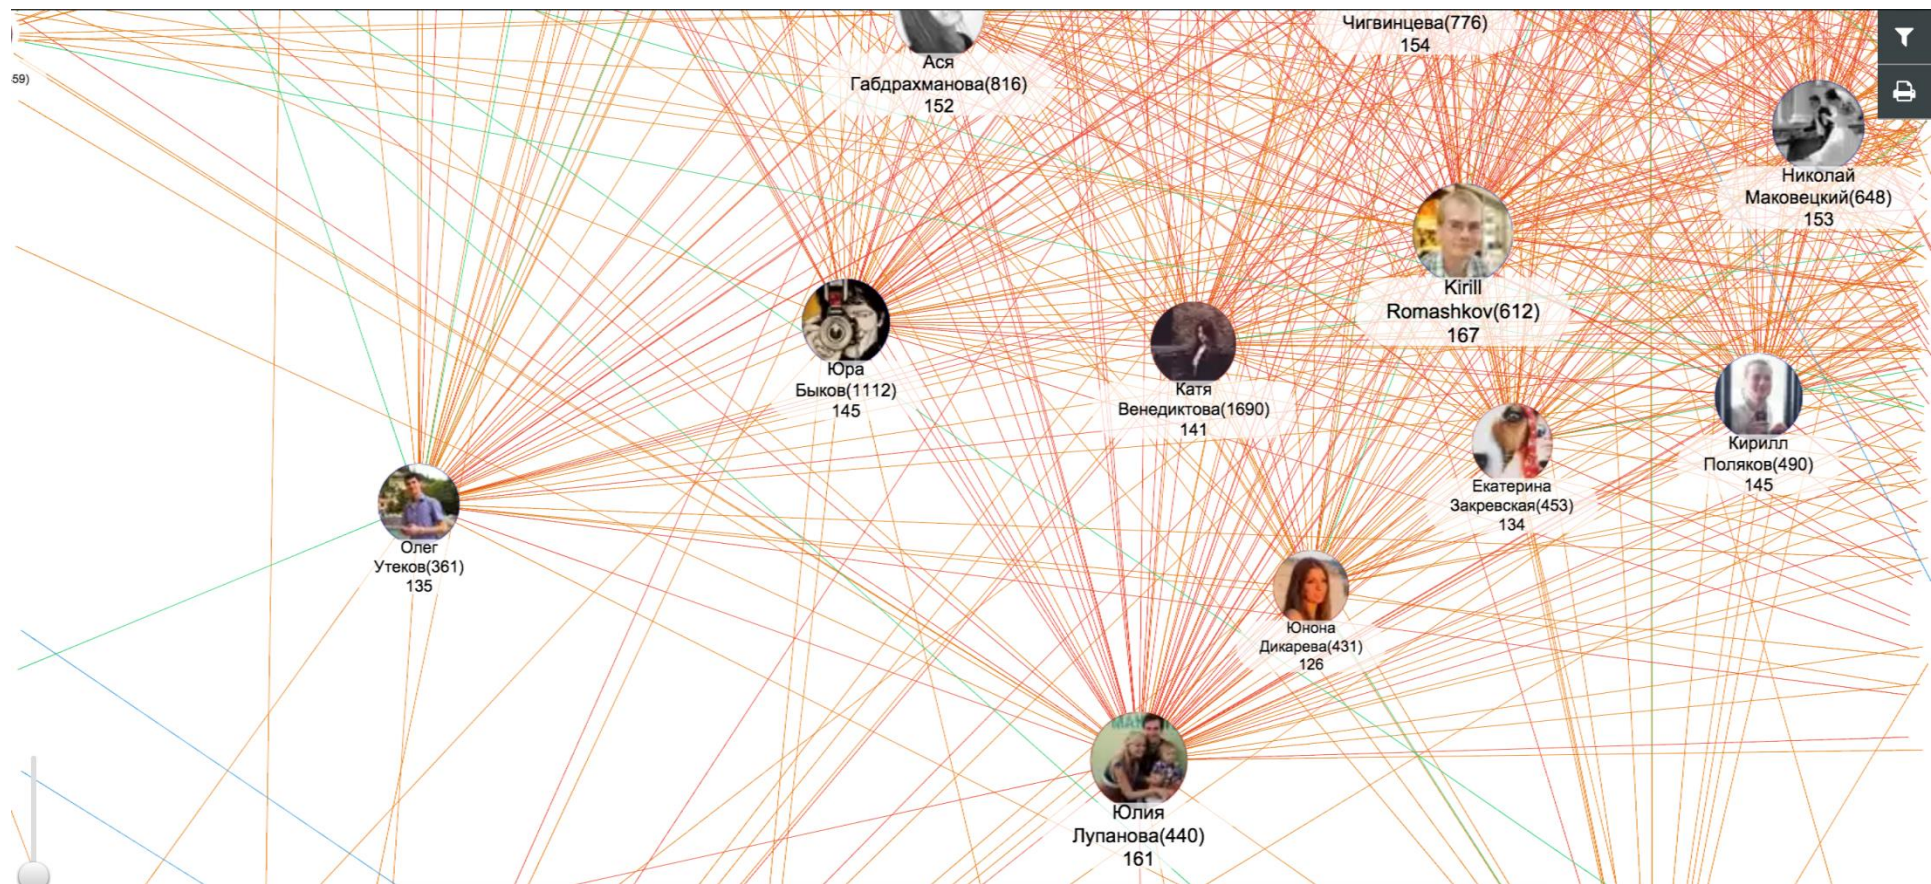 59)
Ася
Габдрахманова(816)
152
Чигвинцева(776)
154
Николай
Маковецкий(648)
153
Kirill
Romashkov(612)
167
Юра
Быков(1112)
145
Катя
Венедиктова(1690)
141
Кирилл
Поляков(490)
145
Екатерина
Закревская(453)
134
Олег
Утеков(361)
135
Юнона
Дикарева(431)
126
Юлия
Лупанова(440)
161